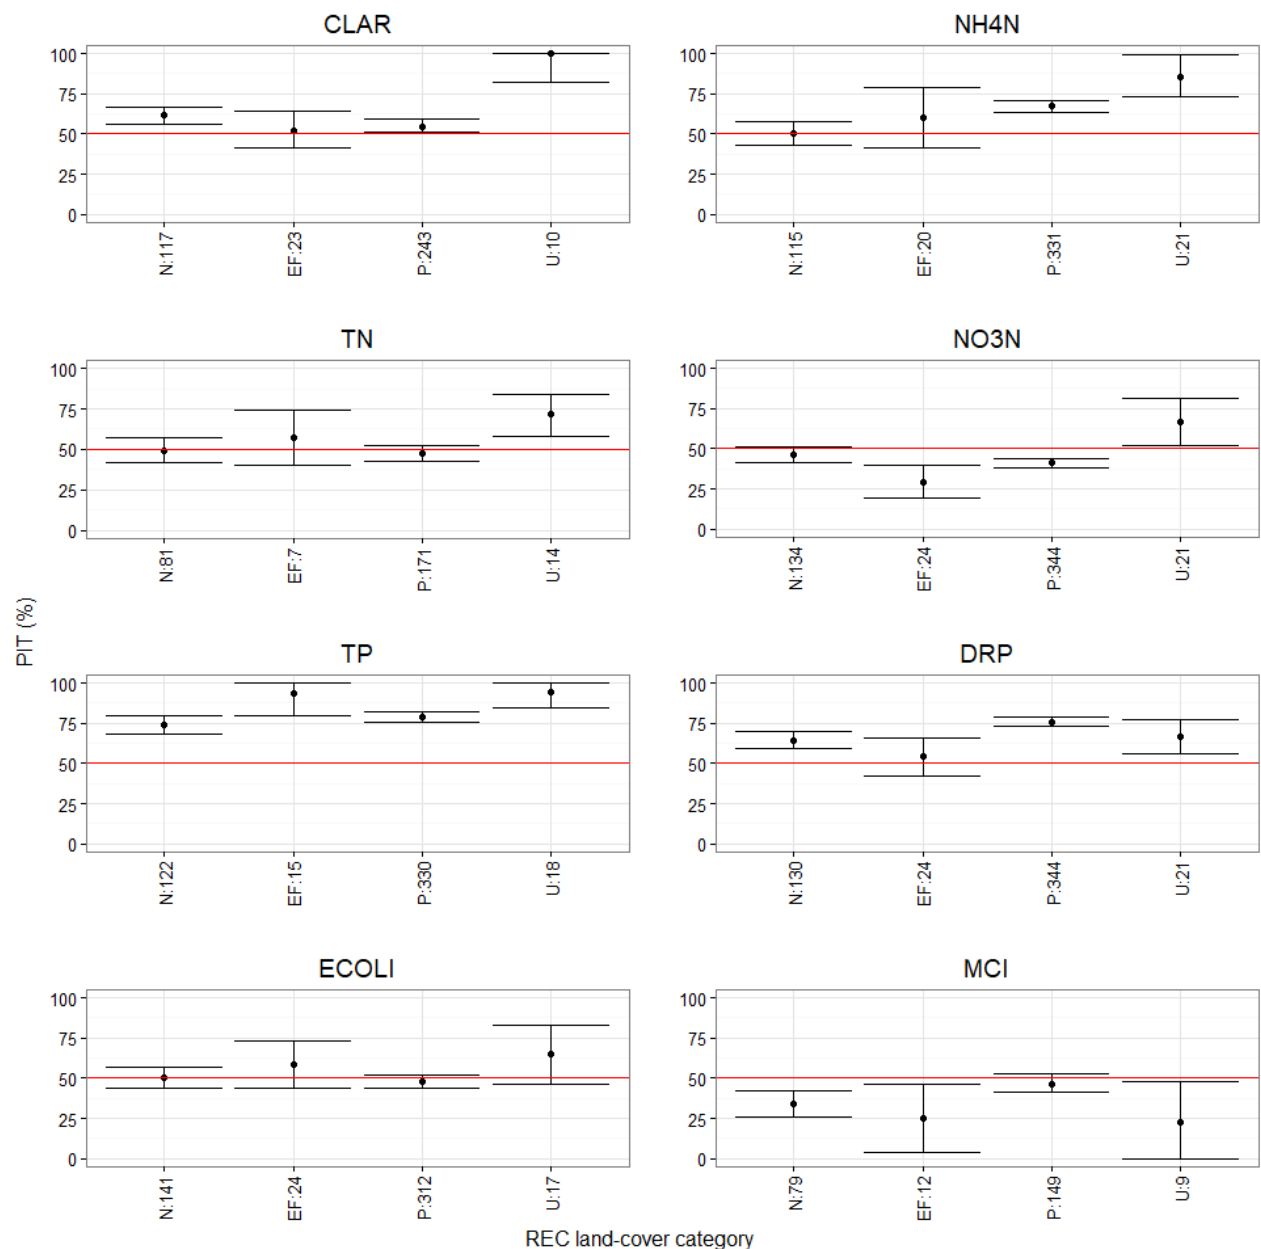 CLAR
100
75
50
25
0
N:117 EF:23 P:243 U:10
NH4N
100
75
50
25
0
N:115 EF:20 P:331 U:21
TN
100
75
50
25
0
N:81 EF:7 P:171 U:14
NO3N
100
75
50
25
0
N:134 EF:24 P:344 U:21
PIT (%)
TP
100
75
50
25
0
N:122 EF:15 P:330 U:18
DRP
100
75
50
25
0
N:130 EF:24 P:344 U:21
ECOLI
100
75
50
25
0
N:141 EF:24 P:312 U:17
MCI
100
75
50
25
0
N:79 EF:12 P:149 U:9
REC land-cover category